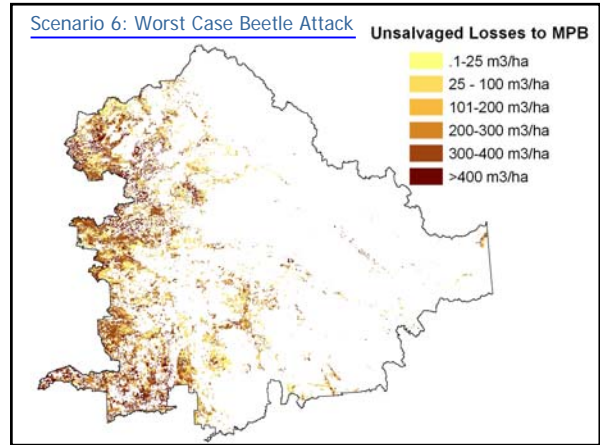 Scenario 6: Worst Case Beetle Attack
Unsalvaged Losses to MPB
.1-25 m3/ha
25 - 100 m3/ha
101-200 m3/ha
200-300 m3/ha
300-400 m3/ha
>400 m3/ha